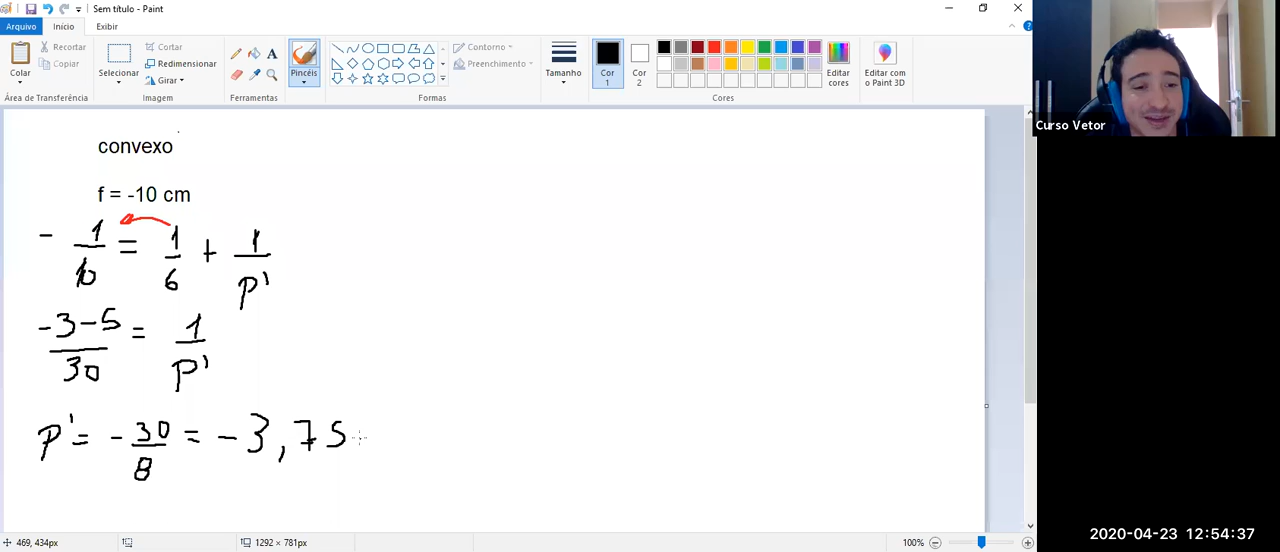 Sem título - Paint
Arquivo Início Exibir
Colar
Recortar
Copiar
Área de Transferência
Selecionar
Cortar
Redimensionar
Girar
Imagem
Ferramentas
Pincéis
Contorno
Preenchimento
Formas
Tamanho
Cor 1
Cor 2
Editar cores
Editar com o Paint 3D
Cores
convexo
f = -10 cm
- 1/10 = 1/6 + 1/p'
-3-5/30 = 1/p'
p' = - 30/8 = -3,75
Curso Vetor
2020-04-23 12:54:37
469, 434px
1292 × 781px
100%